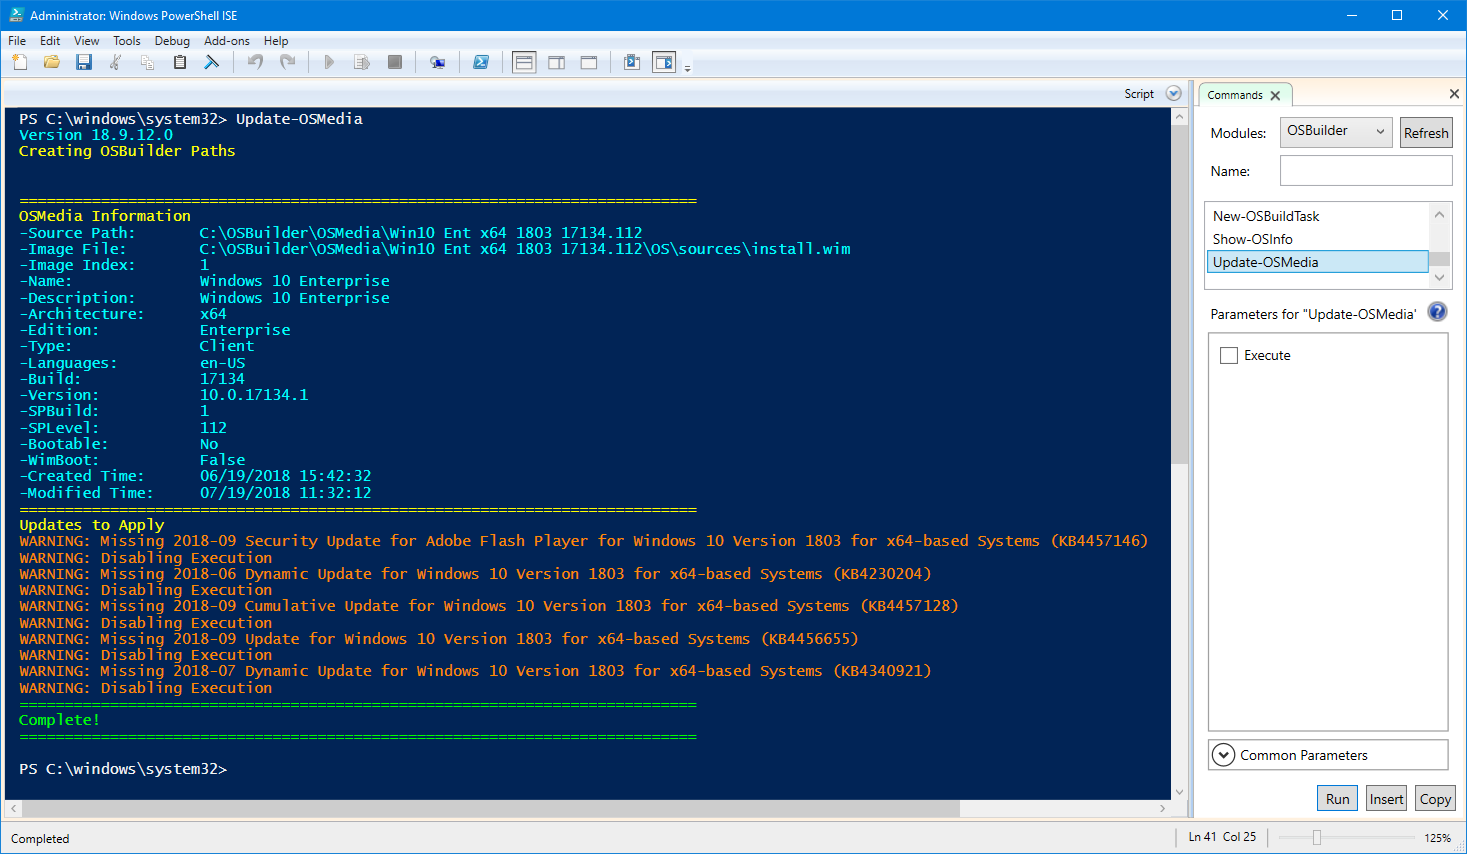 Administrator: Windows PowerShell ISE
File Edit View Tools Debug Add-ons Help
Script
PS C:\windows\system32> Update-OSMedia
Version 18.9.12.0
Creating OSBuilder Paths
===========================================================================
OSMedia Information
-Source Path: C:\OSBuilder\OSMedia\Win10 Ent x64 1803 17134.112
-Image File: C:\OSBuilder\OSMedia\Win10 Ent x64 1803 17134.112\OS\sources\install.wim
-Image Index: 1
-Name: Windows 10 Enterprise
-Description: Windows 10 Enterprise
-Architecture: x64
-Edition: Enterprise
-Type: Client
-Languages: en-US
-Build: 17134
-Version: 10.0.17134.1
-SPBuild: 1
-SPLevel: 112
-Bootable: No
-WimBoot: False
-Created Time: 06/19/2018 15:42:32
-Modified Time: 07/19/2018 11:32:12
===========================================================================
Updates to Apply
WARNING: Missing 2018-09 Security Update for Adobe Flash Player for Windows 10 Version 1803 for x64-based Systems (KB4457146)
WARNING: Disabling Execution
WARNING: Missing 2018-06 Dynamic Update for Windows 10 Version 1803 for x64-based Systems (KB4230204)
WARNING: Disabling Execution
WARNING: Missing 2018-09 Cumulative Update for Windows 10 Version 1803 for x64-based Systems (KB4457128)
WARNING: Disabling Execution
WARNING: Missing 2018-09 Update for Windows 10 Version 1803 for x64-based Systems (KB4456655)
WARNING: Disabling Execution
WARNING: Missing 2018-07 Dynamic Update for Windows 10 Version 1803 for x64-based Systems (KB4340921)
WARNING: Disabling Execution
===========================================================================
Complete!
===========================================================================
PS C:\windows\system32>
Commands
Modules: OSBuilder Refresh
Name:
New-OSBuildTask
Show-OSInfo
Update-OSMedia
Parameters for "Update-OSMedia"
Execute
Common Parameters
Run Insert Copy
Completed
Ln 41 Col 25
125%